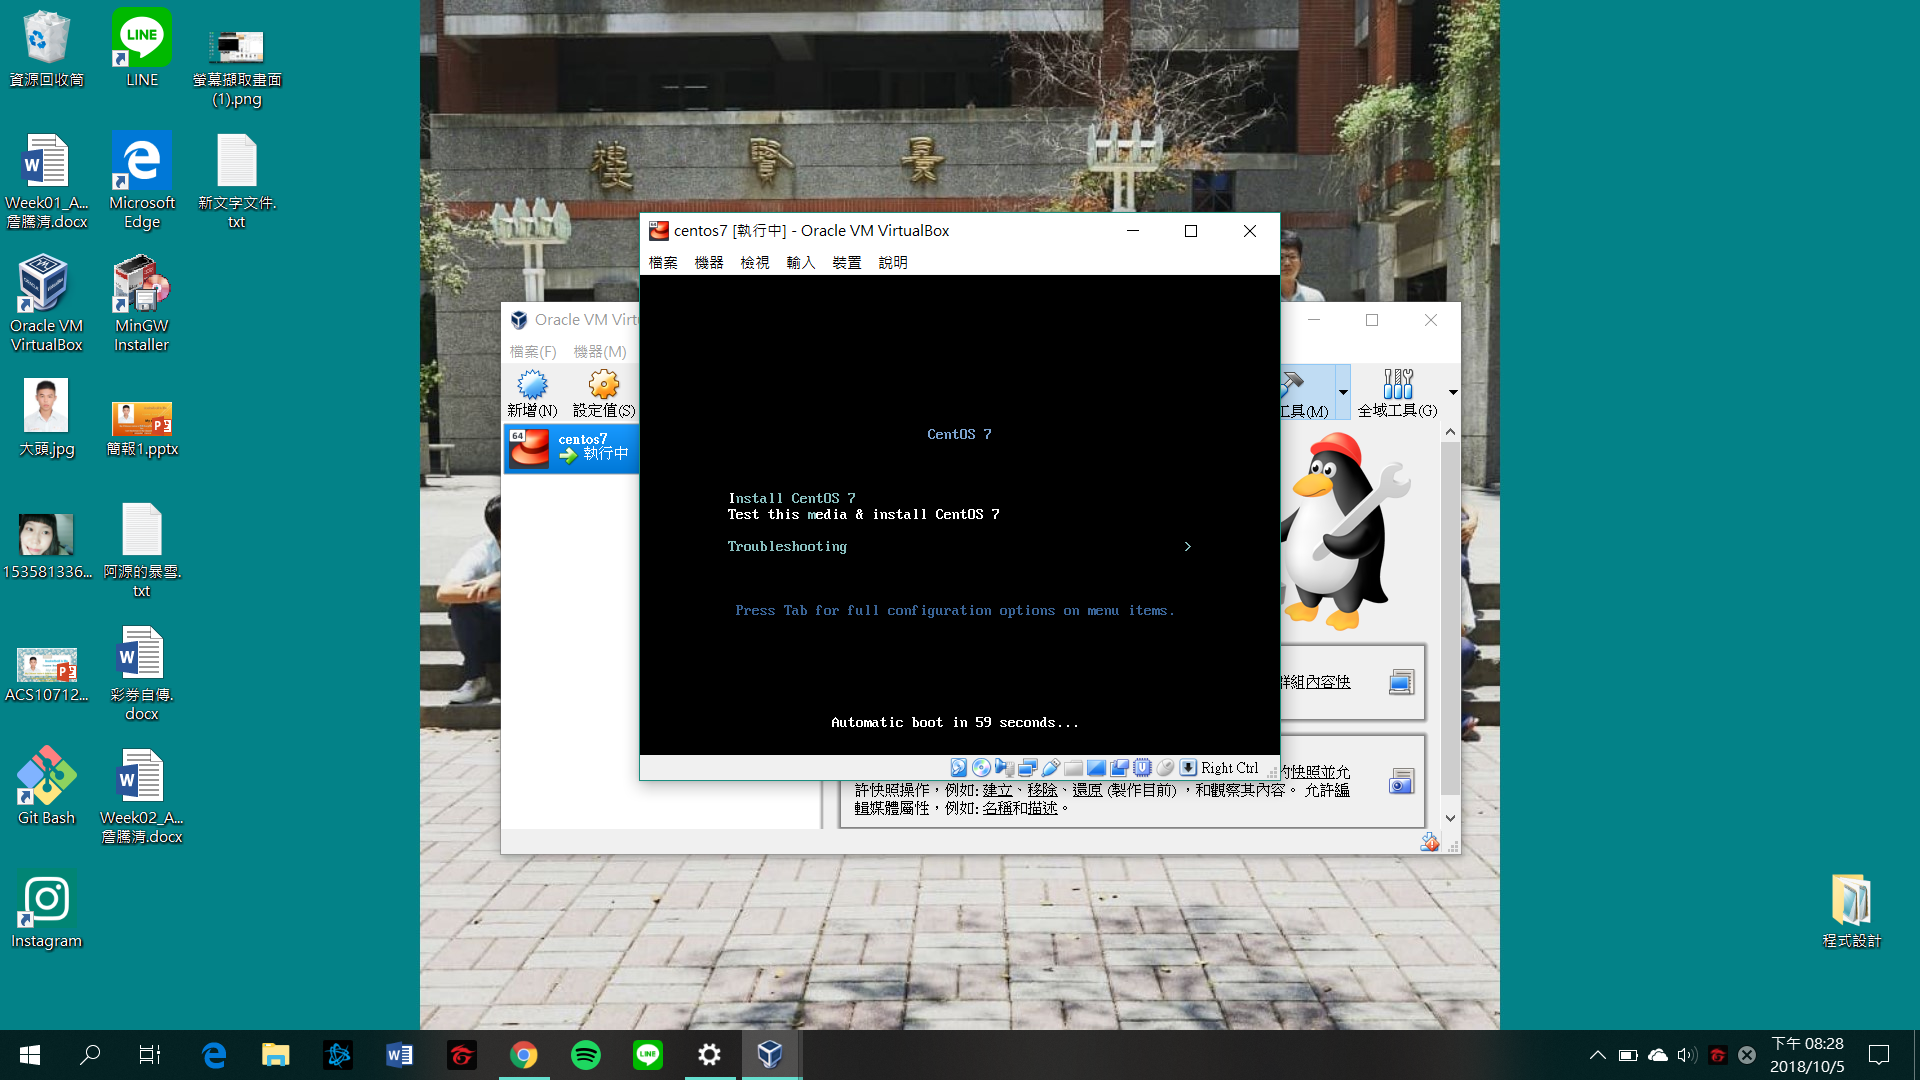 資源回收筒
LINE
LINE
螢幕擷取畫面
(1).png
Week01_A...
詹騰清.docx
Microsoft
Edge
新文字文件.
txt
Oracle VM
VirtualBox
MinGW
Installer
大頭.jpg
簡報1.pptx
153581336...
阿源的暴雪.
txt
ACS10712...
彩券自傳.
docx
Git Bash
Week02_A...
詹騰清.docx
Instagram
程式設計
樓賢景
centos7 [執行中] - Oracle VM VirtualBox
檔案 機器 檢視 輸入 裝置 說明
CentOS 7
Install CentOS 7
Test this media & install CentOS 7
Troubleshooting >
Press Tab for full configuration options on menu items.
Automatic boot in 59 seconds...
Right Ctrl
Oracle VM Virtu
檔案(F) 機器(M)
新增(N) 設定值(S) 工具(M) 全域工具(G)
64
centos7
執行中
群組內容快
的快照並允
許快照操作，例如: 建立、移除、還原 (製作目前) ，和觀察其內容。 允許編
輯媒體屬性，例如: 名稱和描述。
下午 08:28
2018/10/5